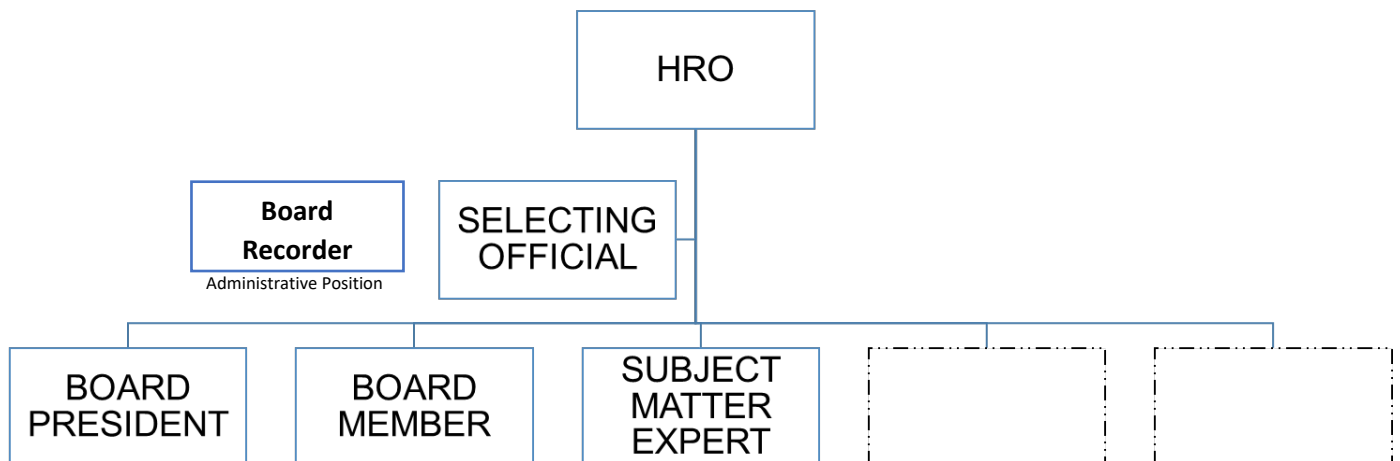 HRO
Board
Recorder
Administrative Position
SELECTING
OFFICIAL
BOARD
PRESIDENT
BOARD
MEMBER
SUBJECT
MATTER
EXPERT